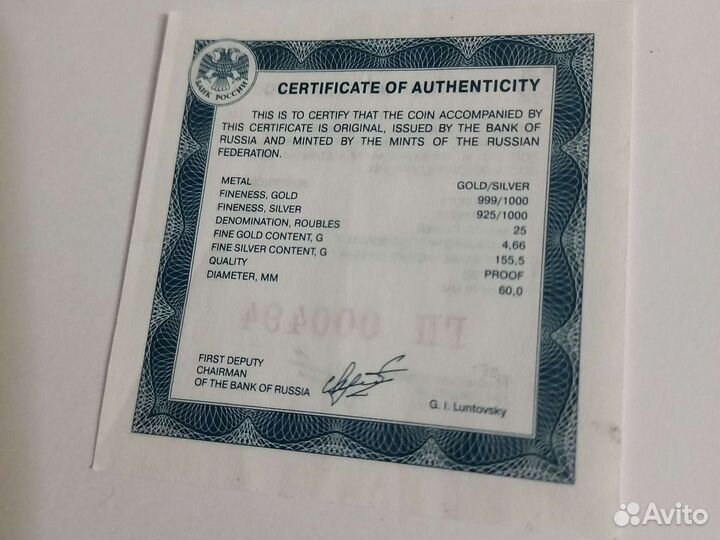 БАНК РОССИИ
CERTIFICATE OF AUTHENTICITY
THIS IS TO CERTIFY THAT THE COIN ACCOMPANIED BY
THIS CERTIFICATE IS ORIGINAL, ISSUED BY THE BANK OF
RUSSIA AND MINTED BY THE MINTS OF THE RUSSIAN
FEDERATION.
METAL GOLD/SILVER
FINENESS, GOLD 999/1000
FINENESS, SILVER 925/1000
DENOMINATION, ROUBLES 25
FINE GOLD CONTENT, G 4,66
FINE SILVER CONTENT, G 155,5
QUALITY PROOF
DIAMETER, MM 60,0
ГП 000494
FIRST DEPUTY
CHAIRMAN
OF THE BANK OF RUSSIA
G. I. Luntovsky
Avito